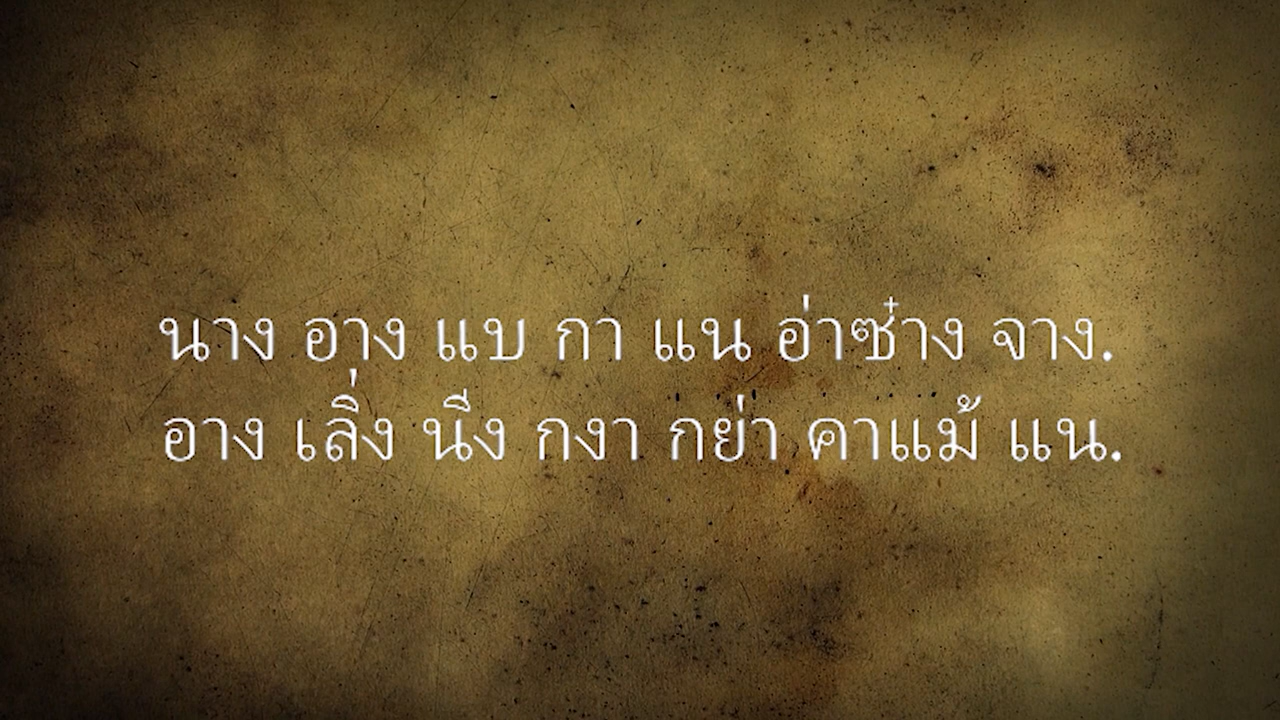 นาง อาง แบ กา แน อ่าซ๋าง จาง.
อาง เลิ่ง นึง กงา กย่า คาแม้ แน.